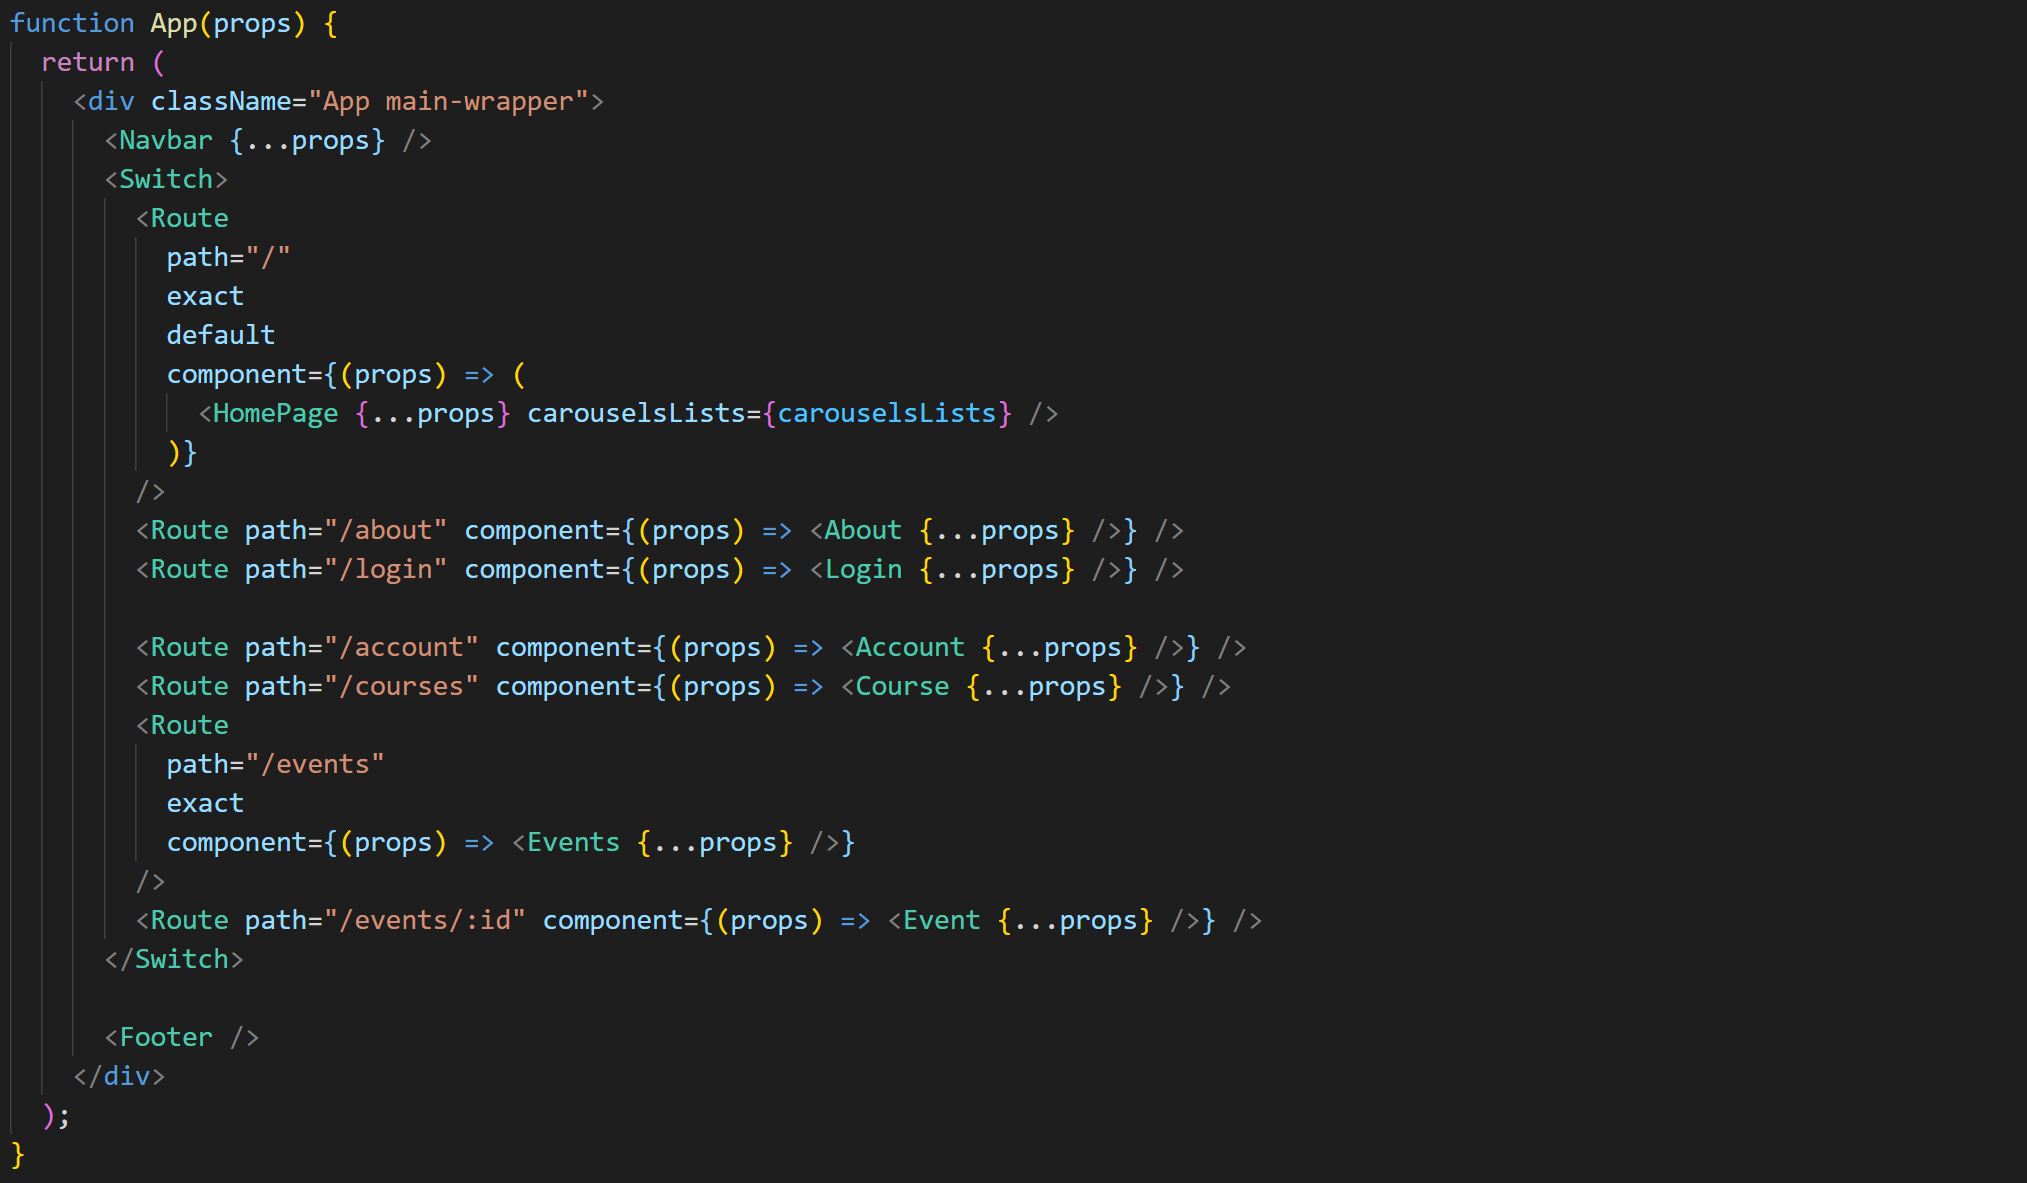 function App(props) {
  return (
    <div className="App main-wrapper">
      <Navbar {...props} />
      <Switch>
        <Route
          path="/"
          exact
          default
          component={(props) => (
            <HomePage {...props} carouselsLists={carouselsLists} />
          )}
        />
        <Route path="/about" component={(props) => <About {...props} />} />
        <Route path="/login" component={(props) => <Login {...props} />} />

        <Route path="/account" component={(props) => <Account {...props} />} />
        <Route path="/courses" component={(props) => <Course {...props} />} />
        <Route
          path="/events"
          exact
          component={(props) => <Events {...props} />}
        />
        <Route path="/events/:id" component={(props) => <Event {...props} />} />
      </Switch>

      <Footer />
    </div>
  );
}